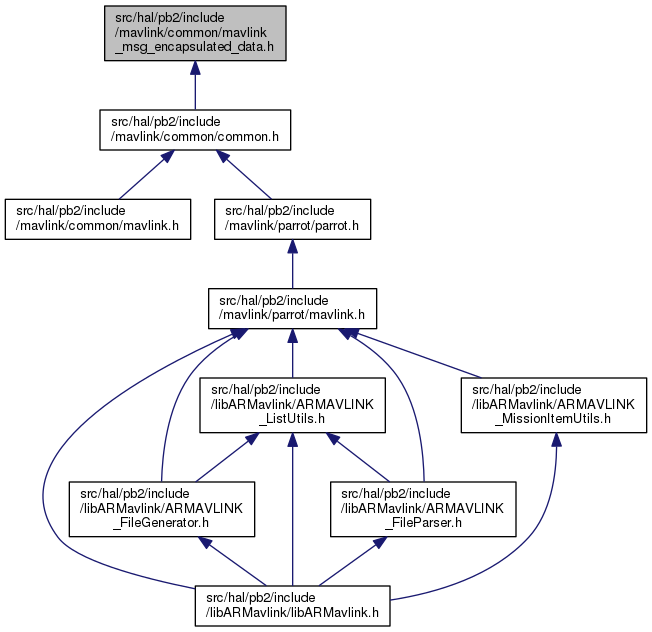 src/hal/pb2/include
/mavlink/common/mavlink
_msg_encapsulated_data.h
src/hal/pb2/include
/mavlink/common/common.h
src/hal/pb2/include
/mavlink/common/mavlink.h
src/hal/pb2/include
/mavlink/parrot/parrot.h
src/hal/pb2/include
/mavlink/parrot/mavlink.h
src/hal/pb2/include
/libARMavlink/ARMAVLINK
_ListUtils.h
src/hal/pb2/include
/libARMavlink/ARMAVLINK
_MissionItemUtils.h
src/hal/pb2/include
/libARMavlink/ARMAVLINK
_FileGenerator.h
src/hal/pb2/include
/libARMavlink/ARMAVLINK
_FileParser.h
src/hal/pb2/include
/libARMavlink/libARMavlink.h